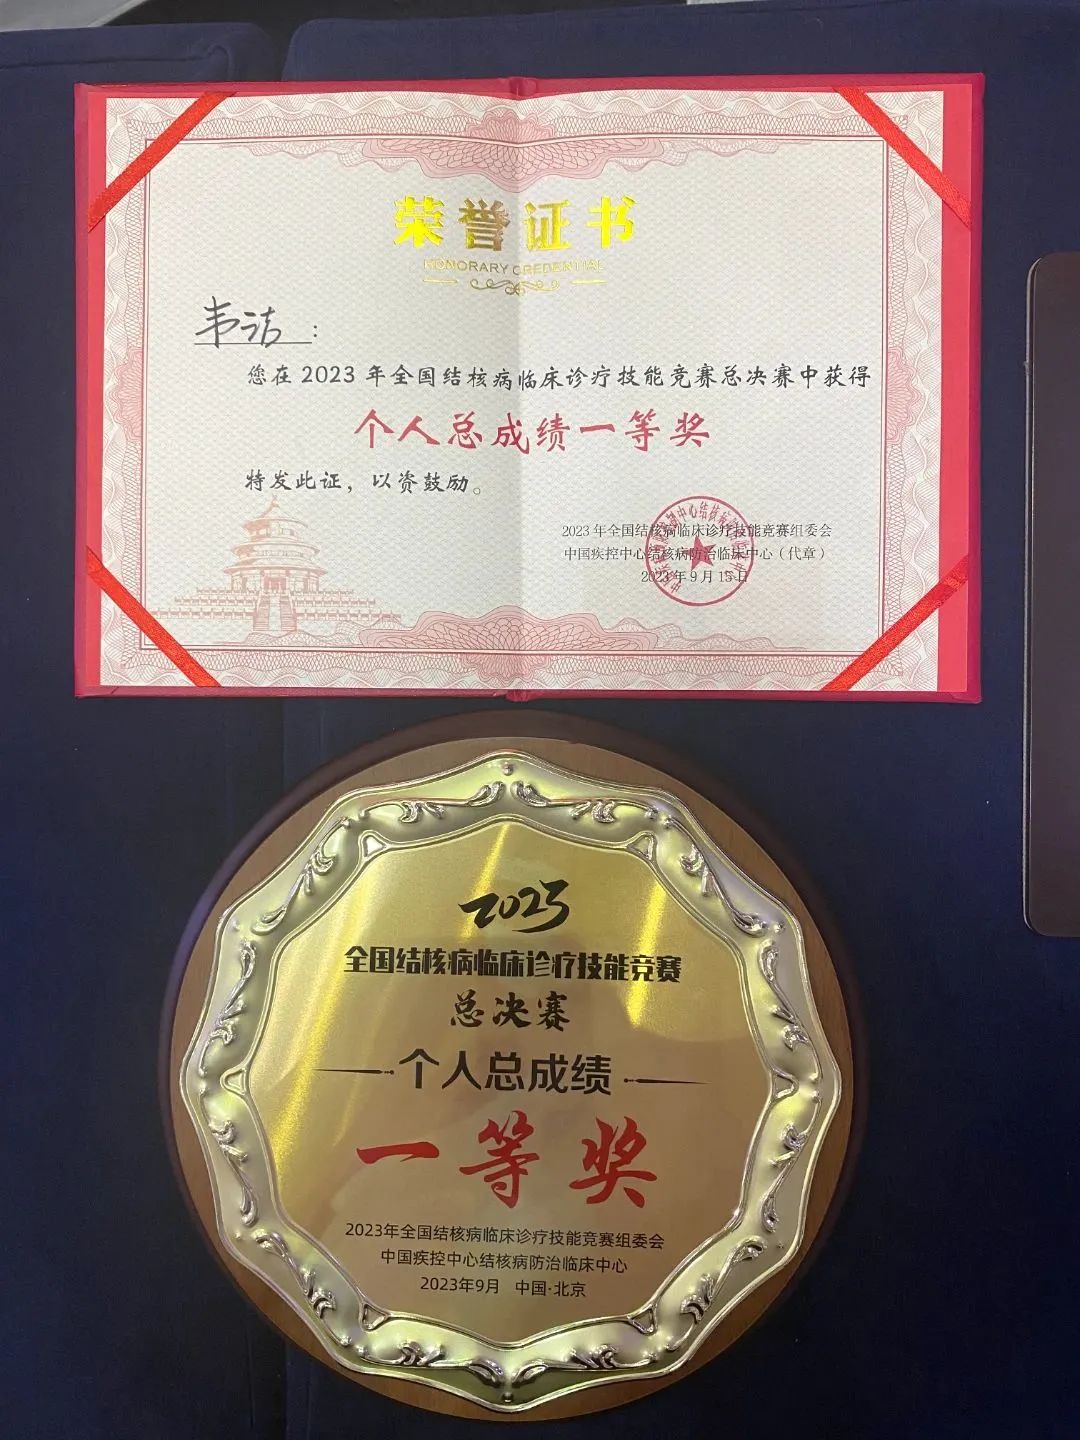 荣誉证书
HONORARY CREDENTIAL
韦洁：
您在2023年全国结核病临床诊疗技能竞赛总决赛中获得
个人总成绩一等奖
特发此证，以资鼓励。
2023年全国结核病临床诊疗技能竞赛组委会
中国疾控中心结核病防治临床中心（代章）
2023年9月15日
2023
全国结核病临床诊疗技能竞赛
总决赛
个人总成绩
一等奖
2023年全国结核病临床诊疗技能竞赛组委会
中国疾控中心结核病防治临床中心
2023年9月 中国·北京